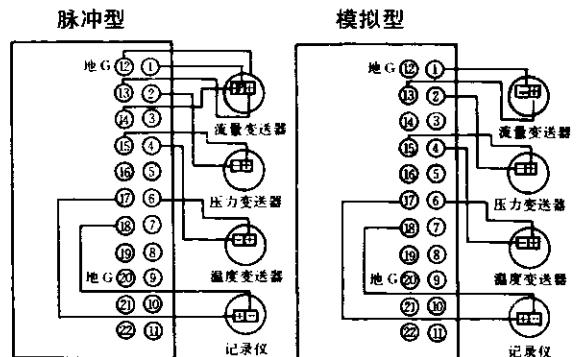 脉冲型
地G ⑫ ①
⑬ ②
⑭ ③
流量变送器
⑮ ④
⑯ ⑤
压力变送器
⑰ ⑥
⑱ ⑦
⑲ ⑧
温度变送器
地G ⑳ ⑨
㉑ ⑩
㉒ ⑪
记录仪
模拟型
地G ⑫ ①
⑬ ②
⑭ ③
流量变送器
⑮ ④
⑯ ⑤
压力变送器
⑰ ⑥
⑱ ⑦
⑲ ⑧
温度变送器
地G ⑳ ⑨
㉑ ⑩
㉒ ⑪
记录仪